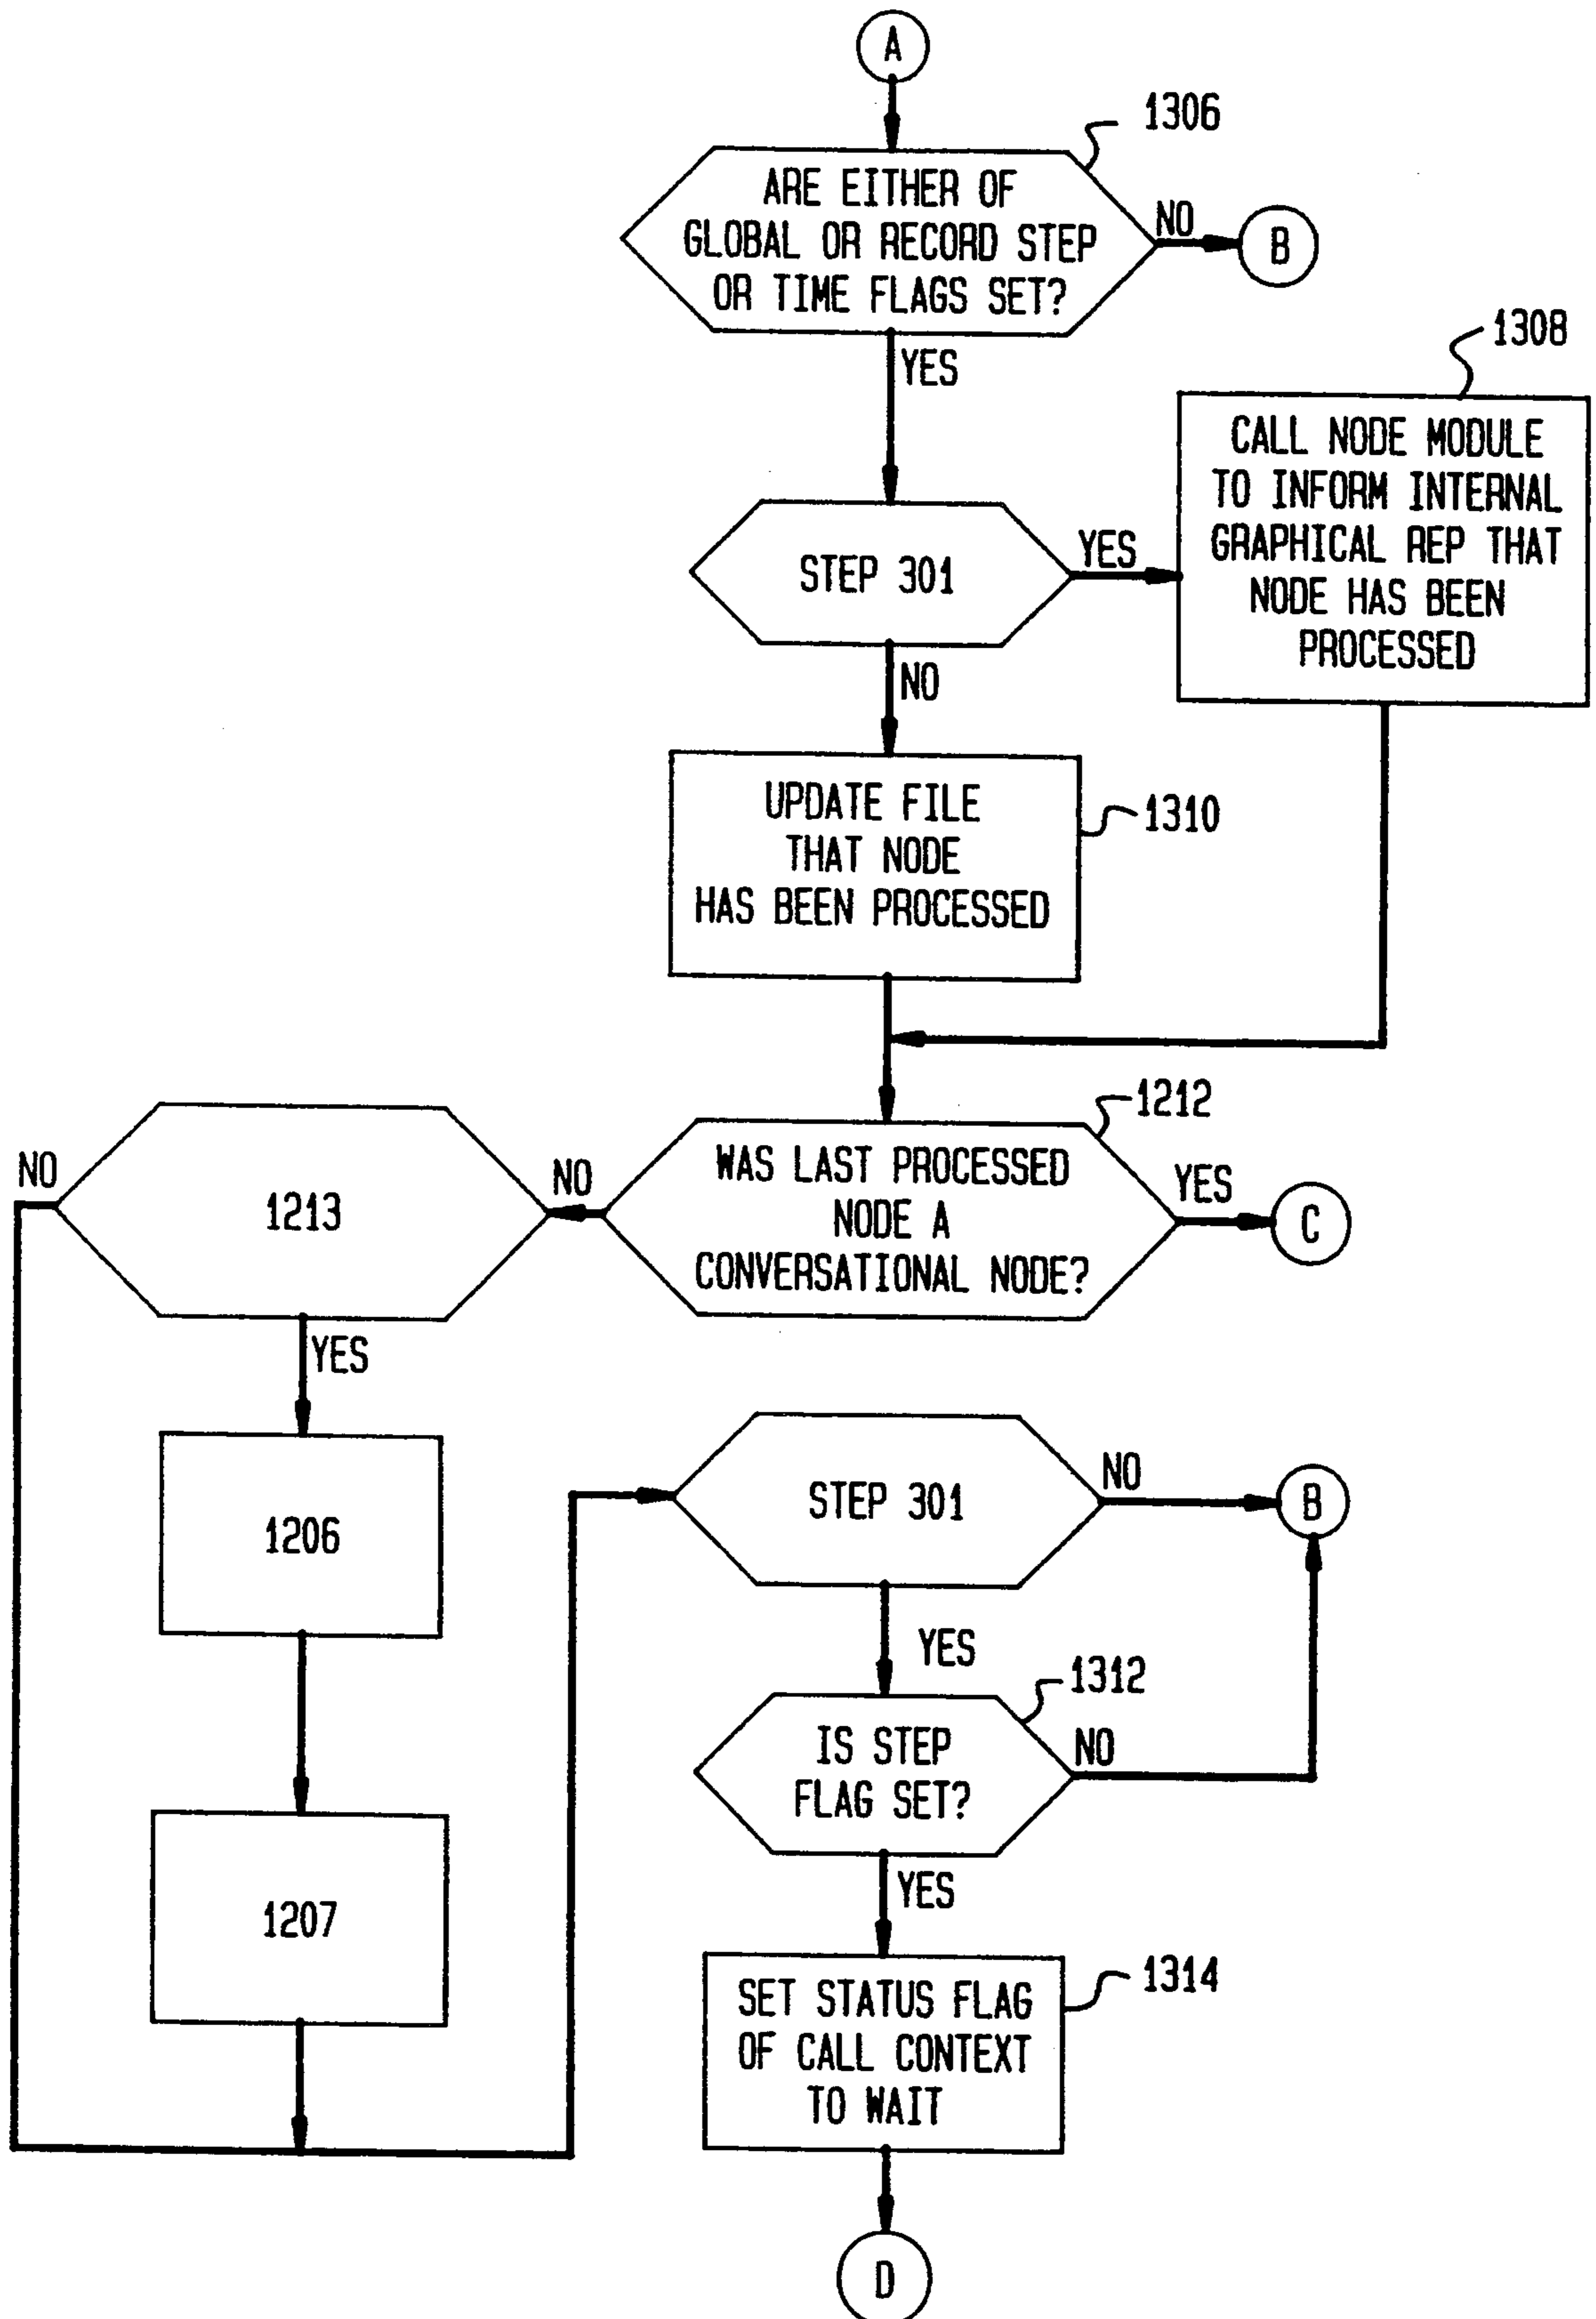 A
1306
ARE EITHER OF
GLOBAL OR RECORD STEP
OR TIME FLAGS SET?
NO
B
YES
1308
CALL NODE MODULE
TO INFORM INTERNAL
GRAPHICAL REP THAT
NODE HAS BEEN
PROCESSED
STEP 301
YES
NO
UPDATE FILE
THAT NODE
HAS BEEN PROCESSED
1310
1212
WAS LAST PROCESSED
NODE A
CONVERSATIONAL NODE?
YES
C
NO
1213
NO
YES
1206
1207
STEP 301
NO
B
YES
1312
IS STEP
FLAG SET?
NO
YES
1314
SET STATUS FLAG
OF CALL CONTEXT
TO WAIT
D